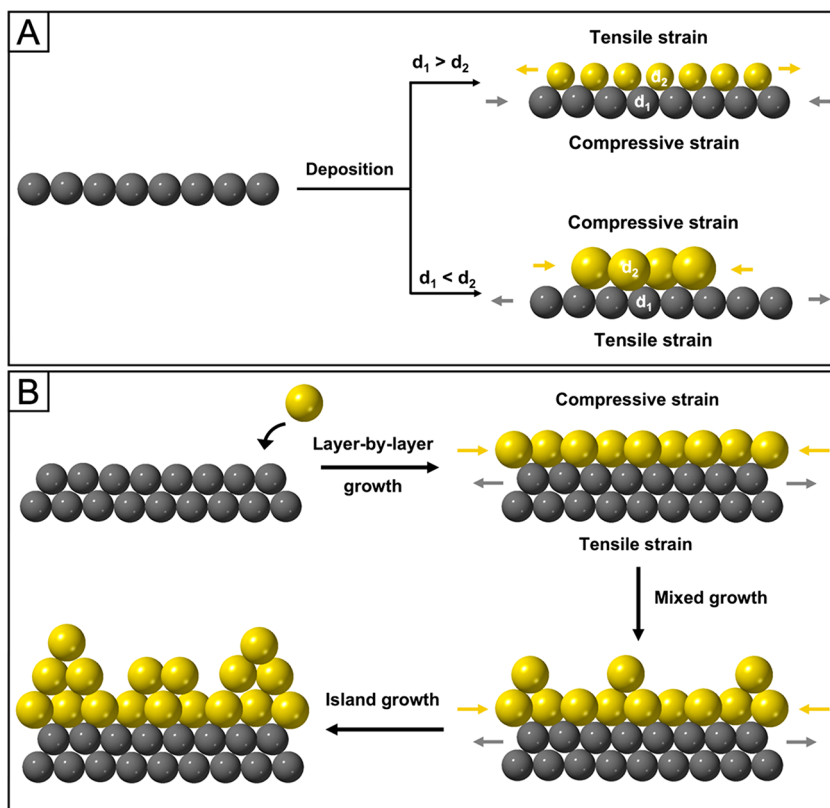 A
Tensile strain
d₁ > d₂
d₂
d₁
Deposition
Compressive strain
Compressive strain
d₁ < d₂
d₂
d₁
Tensile strain
B
Compressive strain
Layer-by-layer
growth
Tensile strain
Mixed growth
Island growth